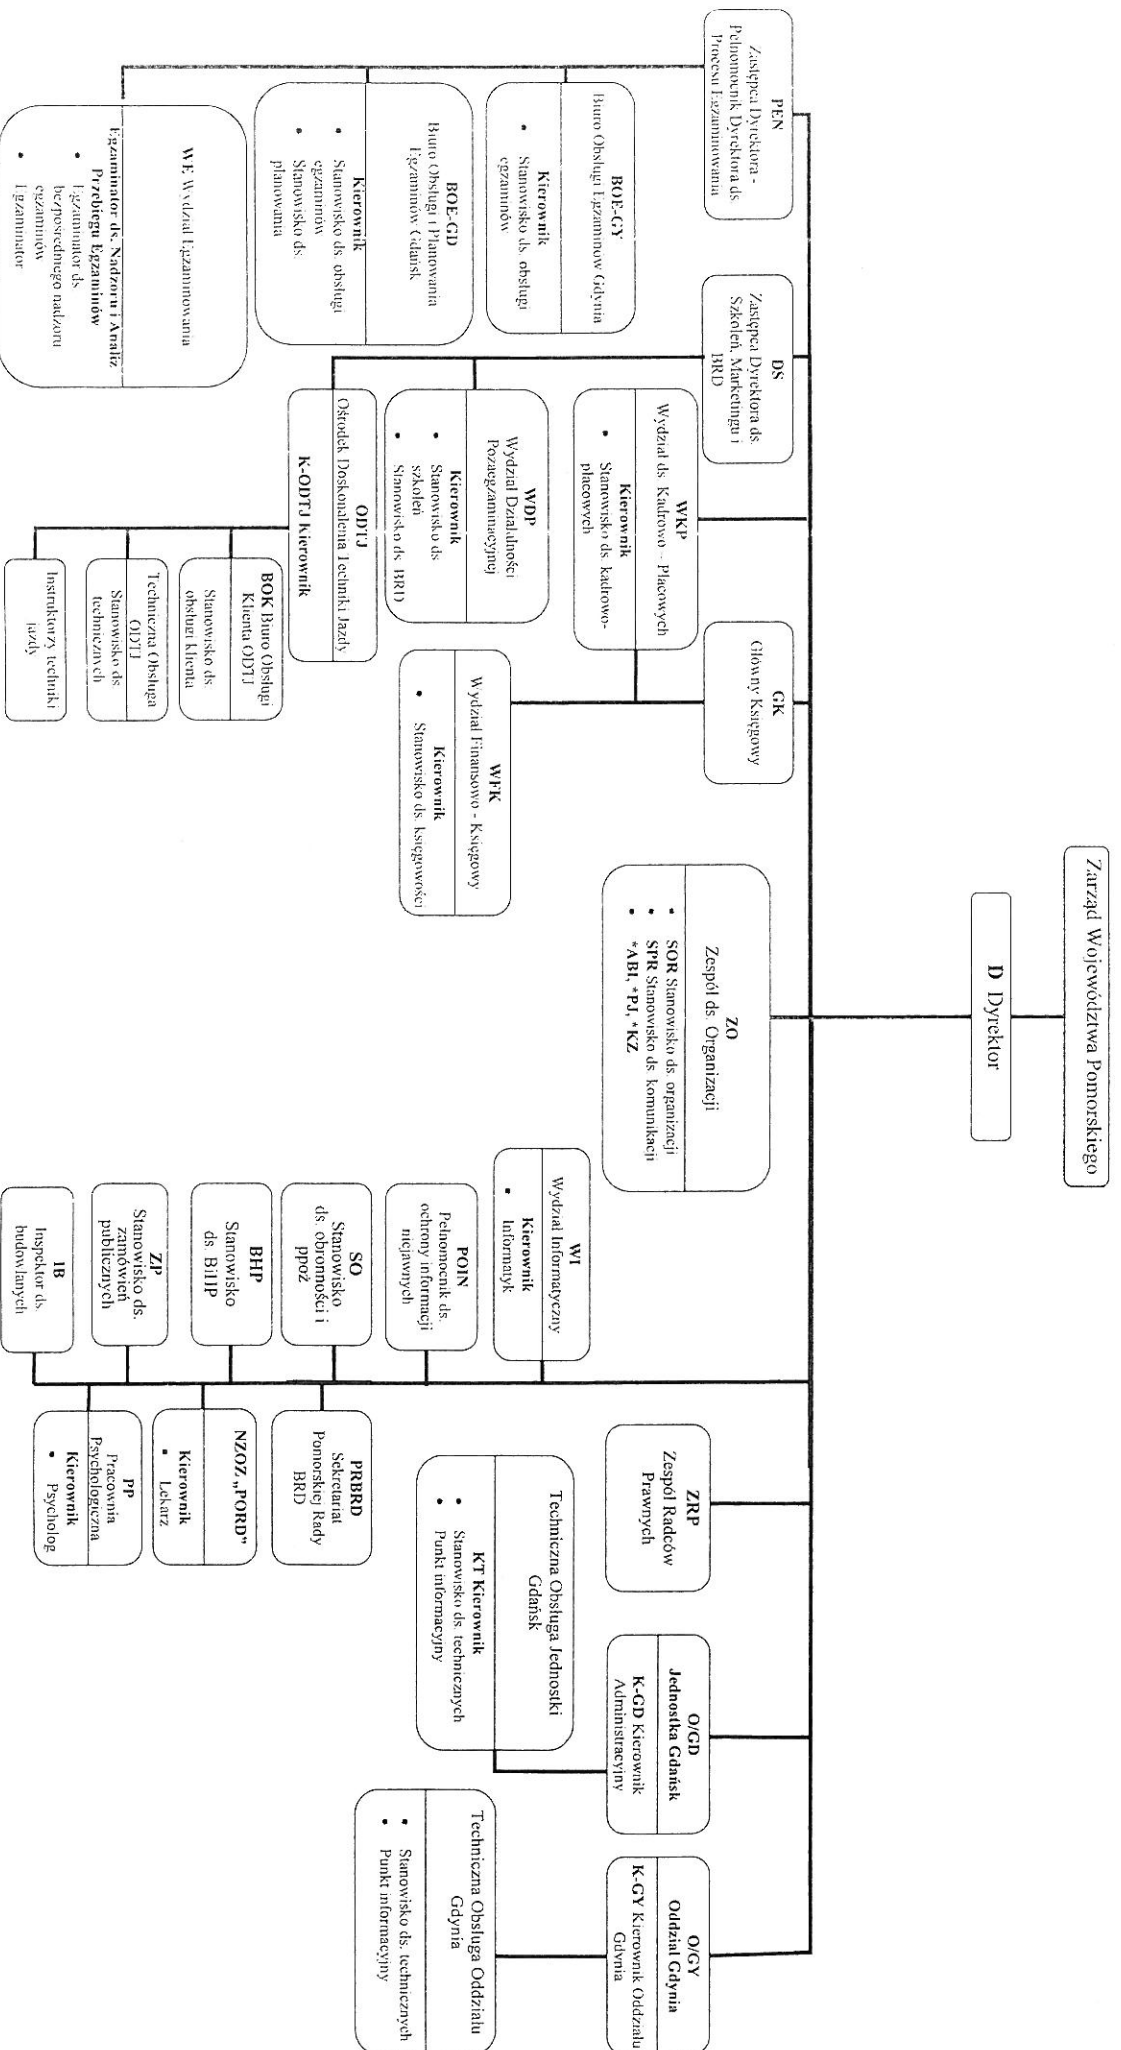 Zarząd Województwa Pomorskiego
D Dyrektor
PEN
Zastępca Dyrektora -
Pełnomocnik Dyrektora ds.
Procesu Egzaminowania
BOE-GY
Biuro Obsługi Egzaminów Gdynia
Kierownik
• Stanowisko ds. obsługi
egzaminów
BOE-GD
Biuro Obsługi i Planowania
Egzaminów Gdańsk
Kierownik
• Stanowisko ds. obsługi
egzaminów
• Stanowisko ds.
planowania
WE Wydział Egzaminowania
Egzaminator ds. Nadzoru i Analiz
Przebiegu Egzaminów
• Egzaminator ds
bezpośredniego nadzoru
egzaminów
• Egzaminator
DS
Zastępca Dyrektora ds.
Szkoleń, Marketingu i
BRD
WKP
Wydział ds. Kadrowo - Płacowych
Kierownik
• Stanowisko ds. kadrowo-
płacowych
WDP
Wydział Działalności
Pozaegzaminacyjnej
Kierownik
• Stanowisko ds
szkoleń
• Stanowisko ds. BRD
ODTJ
Ośrodek Doskonalenia Techniki Jazdy
K-ODTJ Kierownik
BOK Biuro Obsługi
Klienta ODTJ
Stanowisko ds.
obsługi klienta
Techniczna Obsługa
ODTJ
Stanowisko ds.
technicznych
Instruktorzy techniki
jazdy
GK
Główny Księgowy
WFK
Wydział Finansowo - Księgowy
Kierownik
• Stanowisko ds. księgowości
ZO
Zespół ds. Organizacji
• SOR Stanowisko ds. organizacji
• SPR Stanowisko ds. komunikacji
• *ABI, *PJ, *KZ
WI
Wydział Informatyczny
Kierownik
• Informatyk
POIN
Pełnomocnik ds.
ochrony informacji
niejawnych
SO
Stanowisko
ds. obronności i
ppoż
BHP
Stanowisko
ds. BiHP
ZP
Stanowisko ds.
zamówień
publicznych
IB
Inspektor ds.
budowlanych
PRBRD
Sekretariat
Pomorskiej Rady
BRD
NZOZ „PORD”
Kierownik
• Lekarz
PP
Pracownia
Psychologiczna
Kierownik
• Psycholog
ZRP
Zespół Radców
Prawnych
O/GD
Jednostka Gdańsk
K-GD Kierownik
Administracyjny
Techniczna Obsługa Jednostki
Gdańsk
KT Kierownik
• Stanowisko ds. technicznych
• Punkt informacyjny
O/GY
Oddział Gdynia
K-GY Kierownik Oddziału
Gdynia
Techniczna Obsługa Oddziału
Gdynia
• Stanowisko ds. technicznych
• Punkt informacyjny